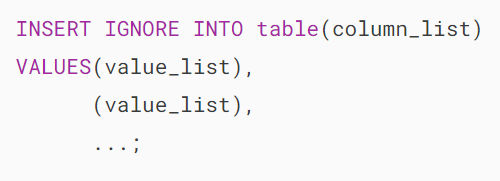 INSERT IGNORE INTO table(column_list)
VALUES(value_list),
(value_list),
...;